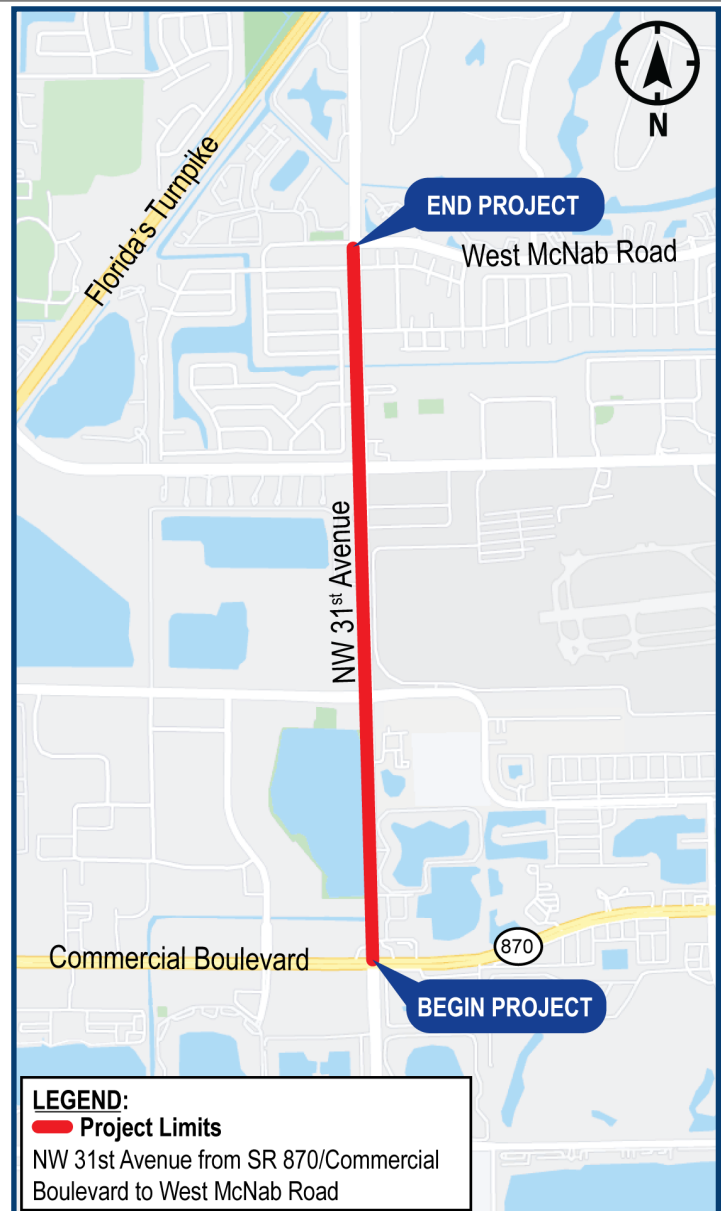 N
END PROJECT
West McNab Road
Florida's Turnpike
NW 31st Avenue
Commercial Boulevard
870
BEGIN PROJECT
LEGEND:
Project Limits
NW 31st Avenue from SR 870/Commercial
Boulevard to West McNab Road